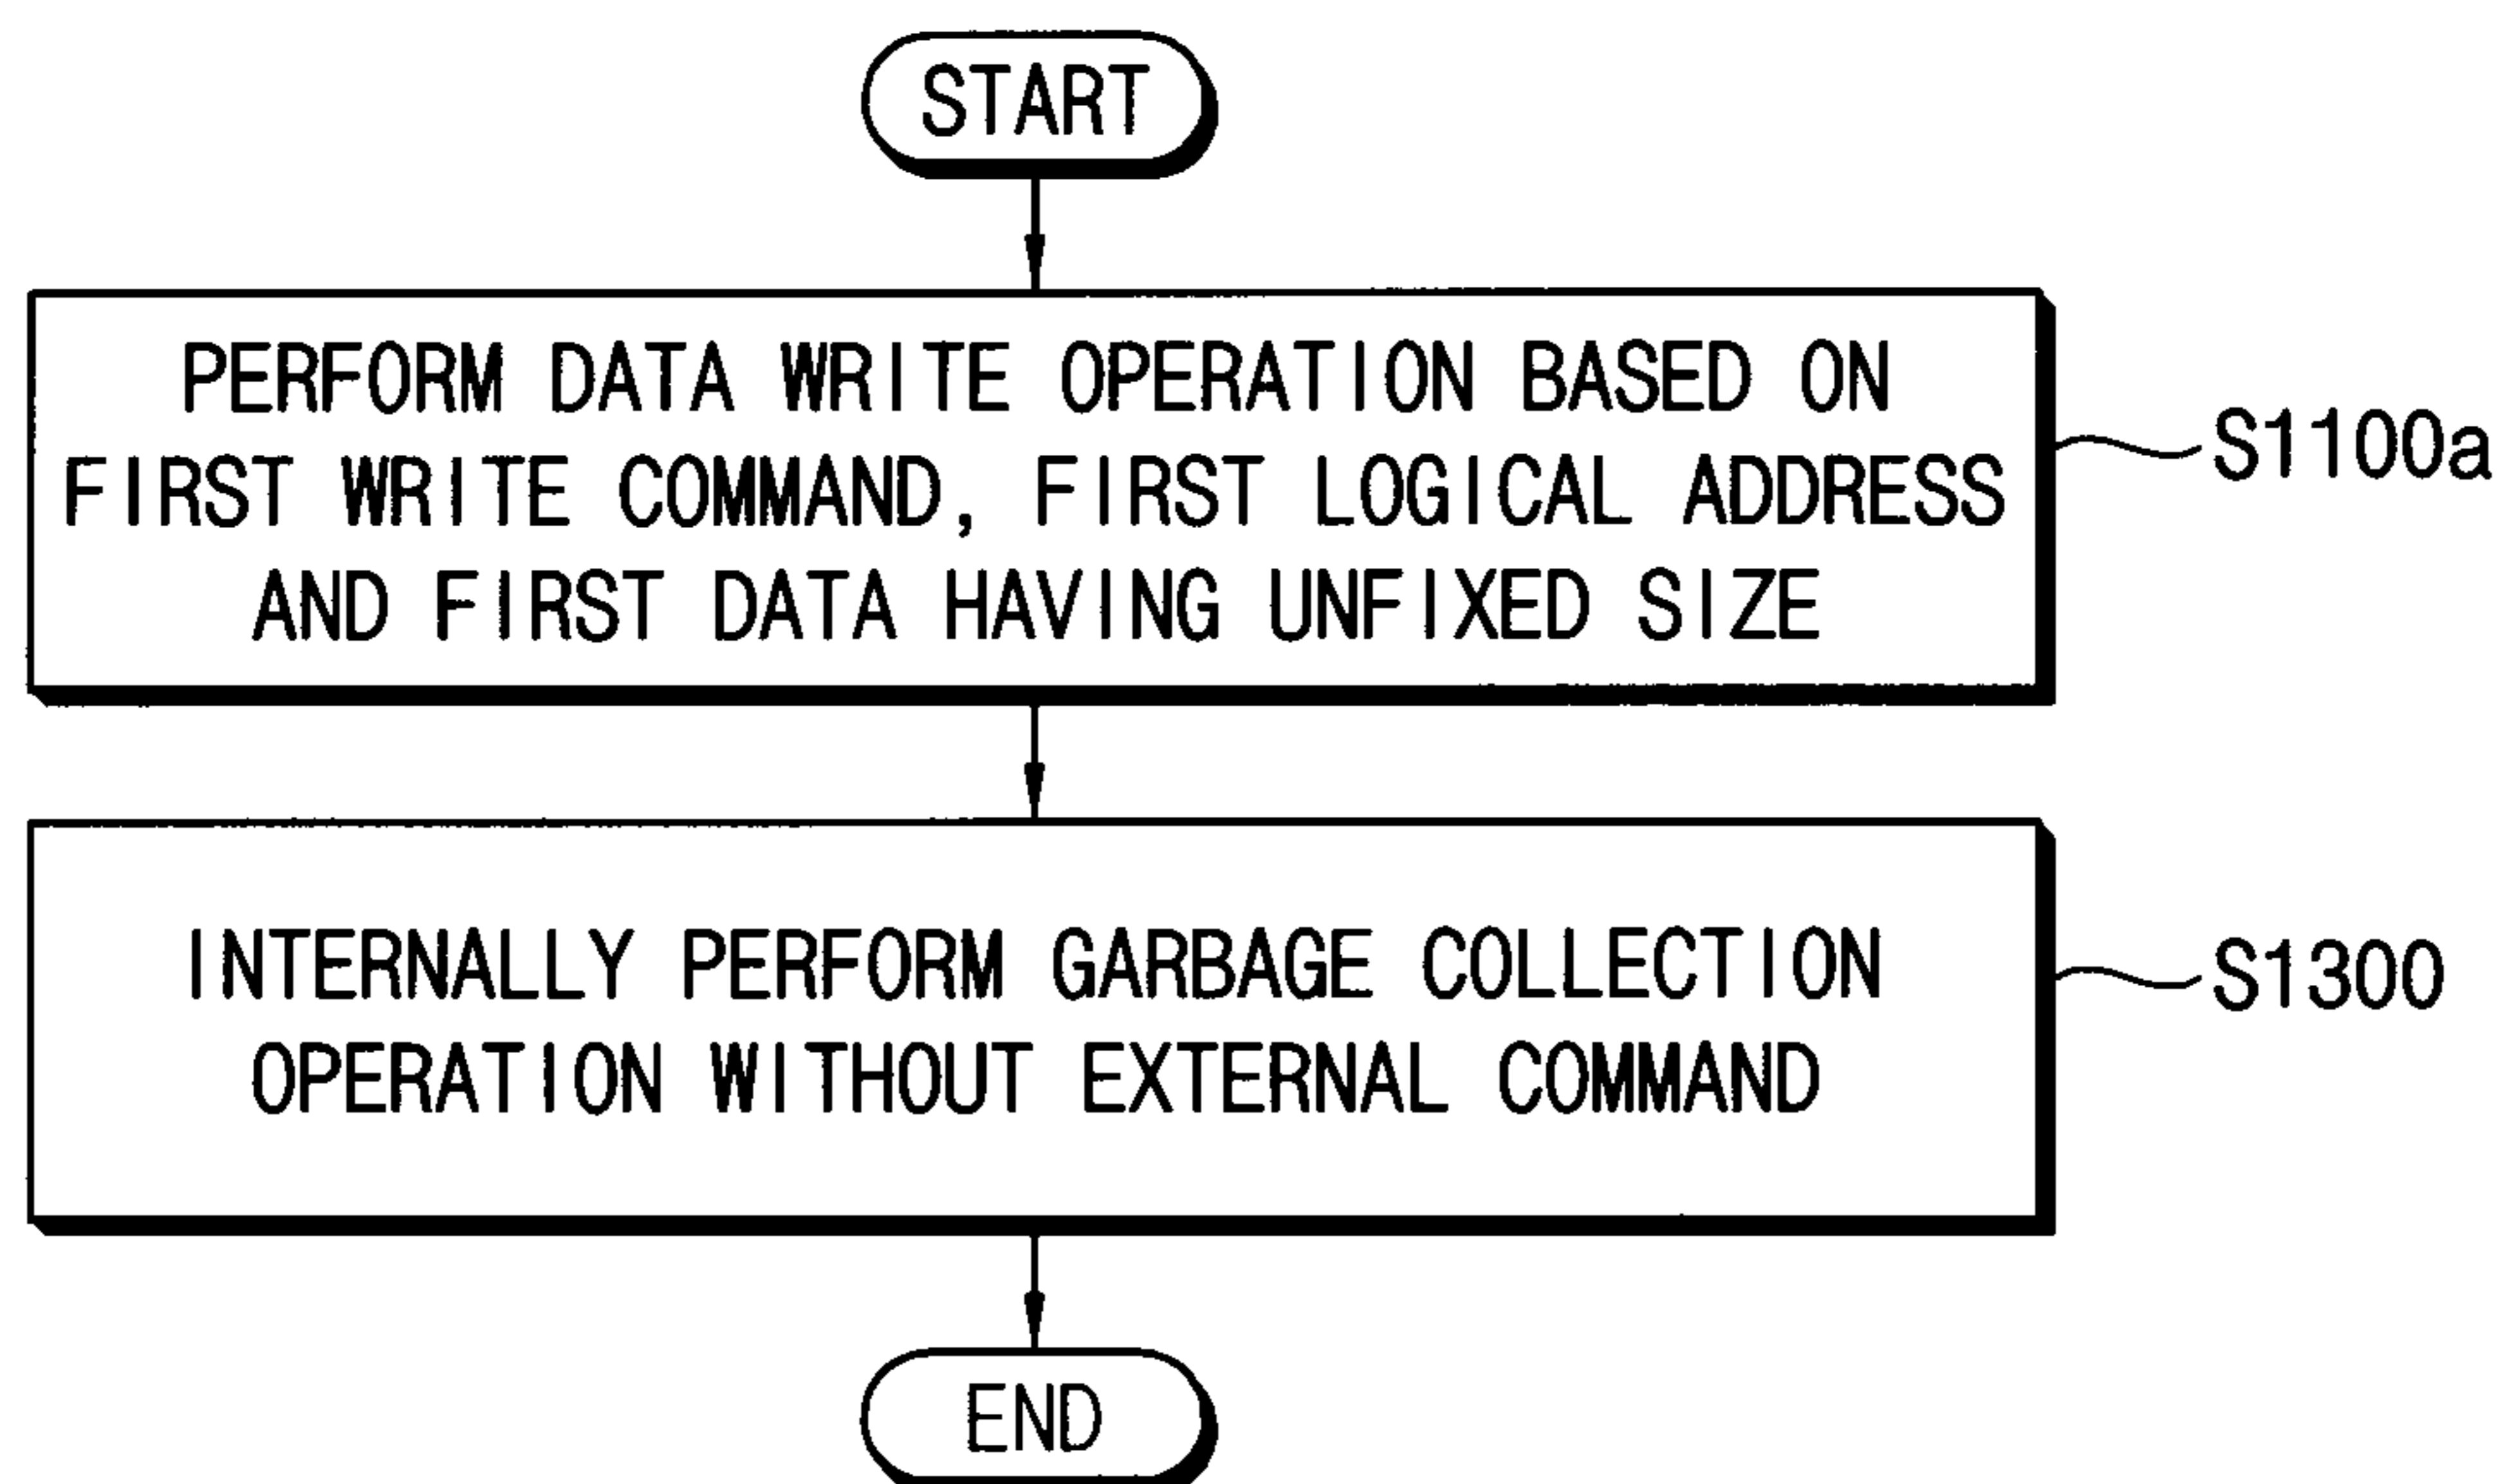 START
PERFORM DATA WRITE OPERATION BASED ON
FIRST WRITE COMMAND, FIRST LOGICAL ADDRESS
AND FIRST DATA HAVING UNFIXED SIZE
S1100a
INTERNALLY PERFORM GARBAGE COLLECTION
OPERATION WITHOUT EXTERNAL COMMAND
S1300
END